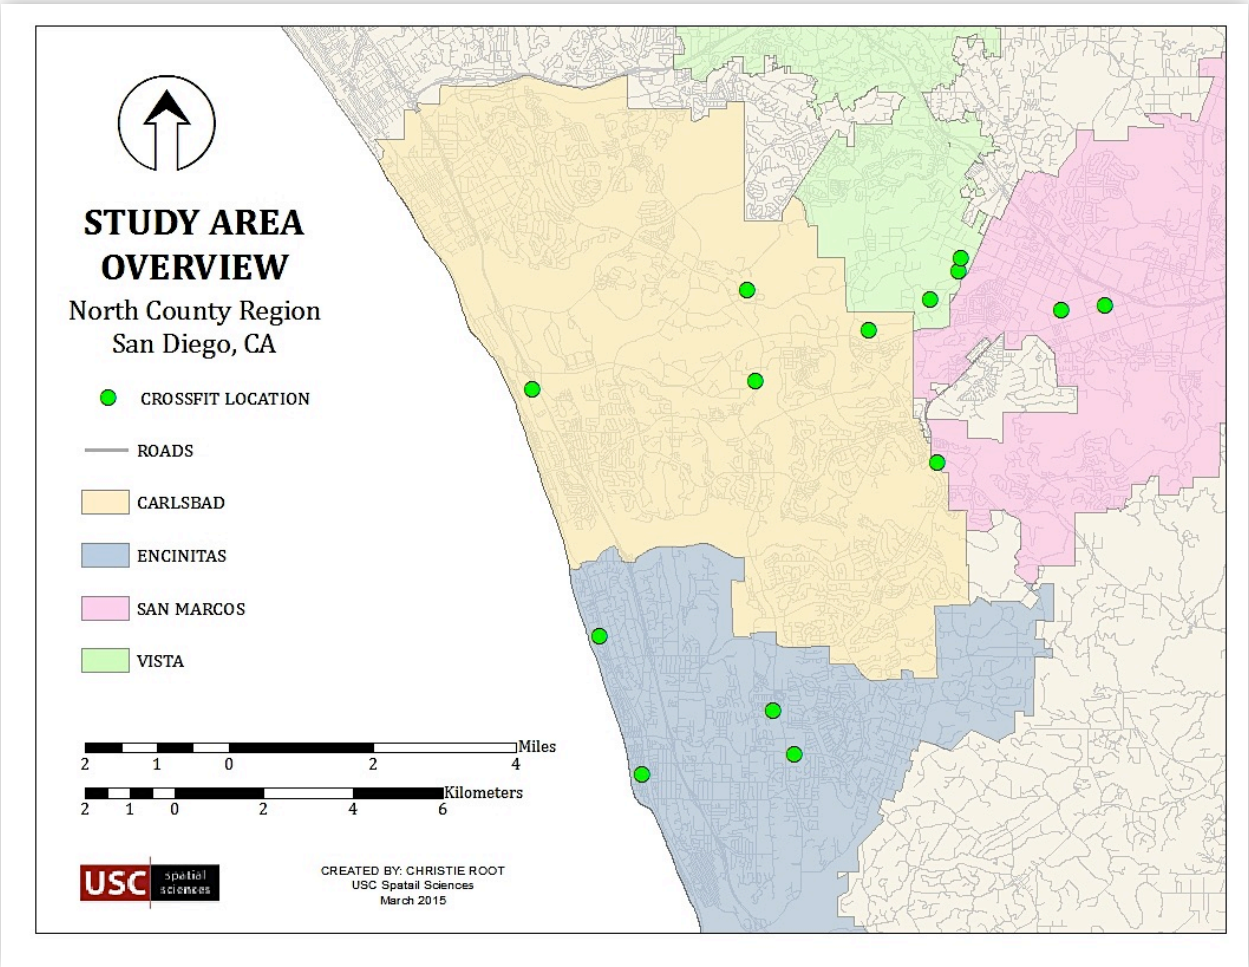 STUDY AREA
OVERVIEW
North County Region
San Diego, CA
CROSSFIT LOCATION
ROADS
CARLSBAD
ENCINITAS
SAN MARCOS
VISTA
Miles
2 1 0 2 4
Kilometers
2 1 0 2 4 6
USC spatial
sciences
CREATED BY: CHRISTIE ROOT
USC Spatail Sciences
March 2015